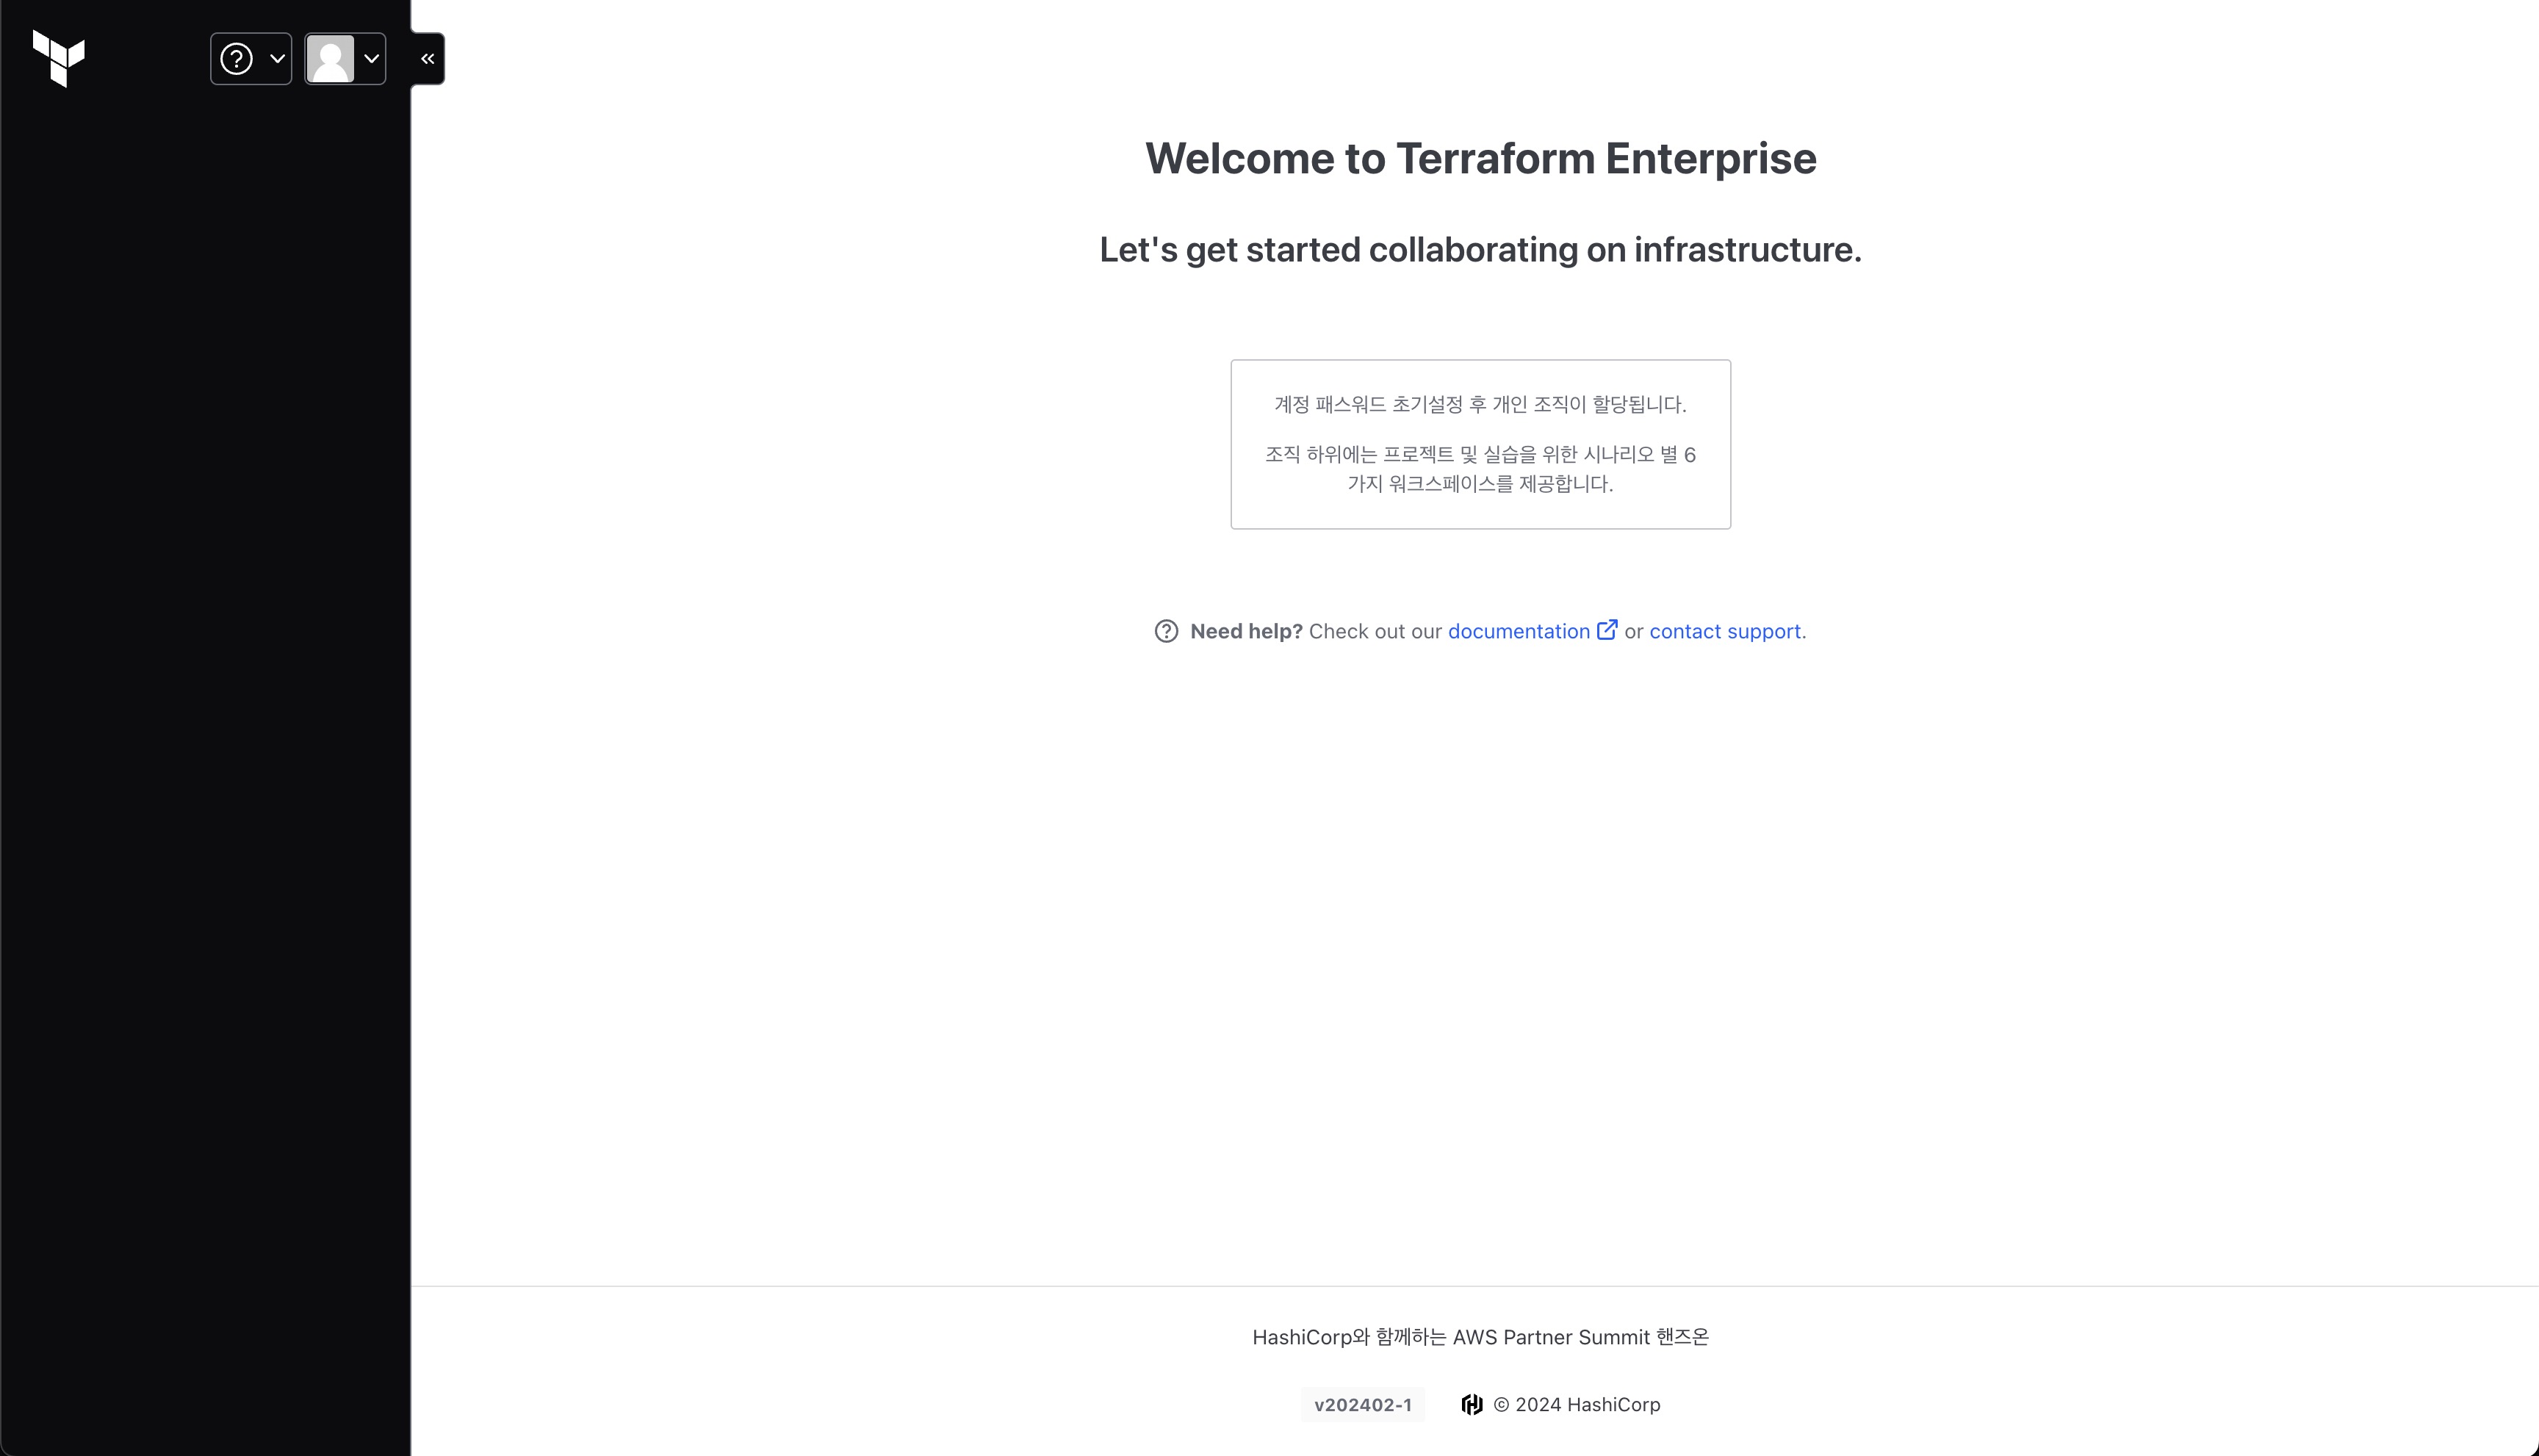 Welcome to Terraform Enterprise
Let's get started collaborating on infrastructure.
계정 패스워드 초기설정 후 개인 조직이 할당됩니다.
조직 하위에는 프로젝트 및 실습을 위한 시나리오 별 6
가지 워크스페이스를 제공합니다.
Need help? Check out our documentation or contact support.
HashiCorp와 함께하는 AWS Partner Summit 핸즈온
v202402-1 © 2024 HashiCorp